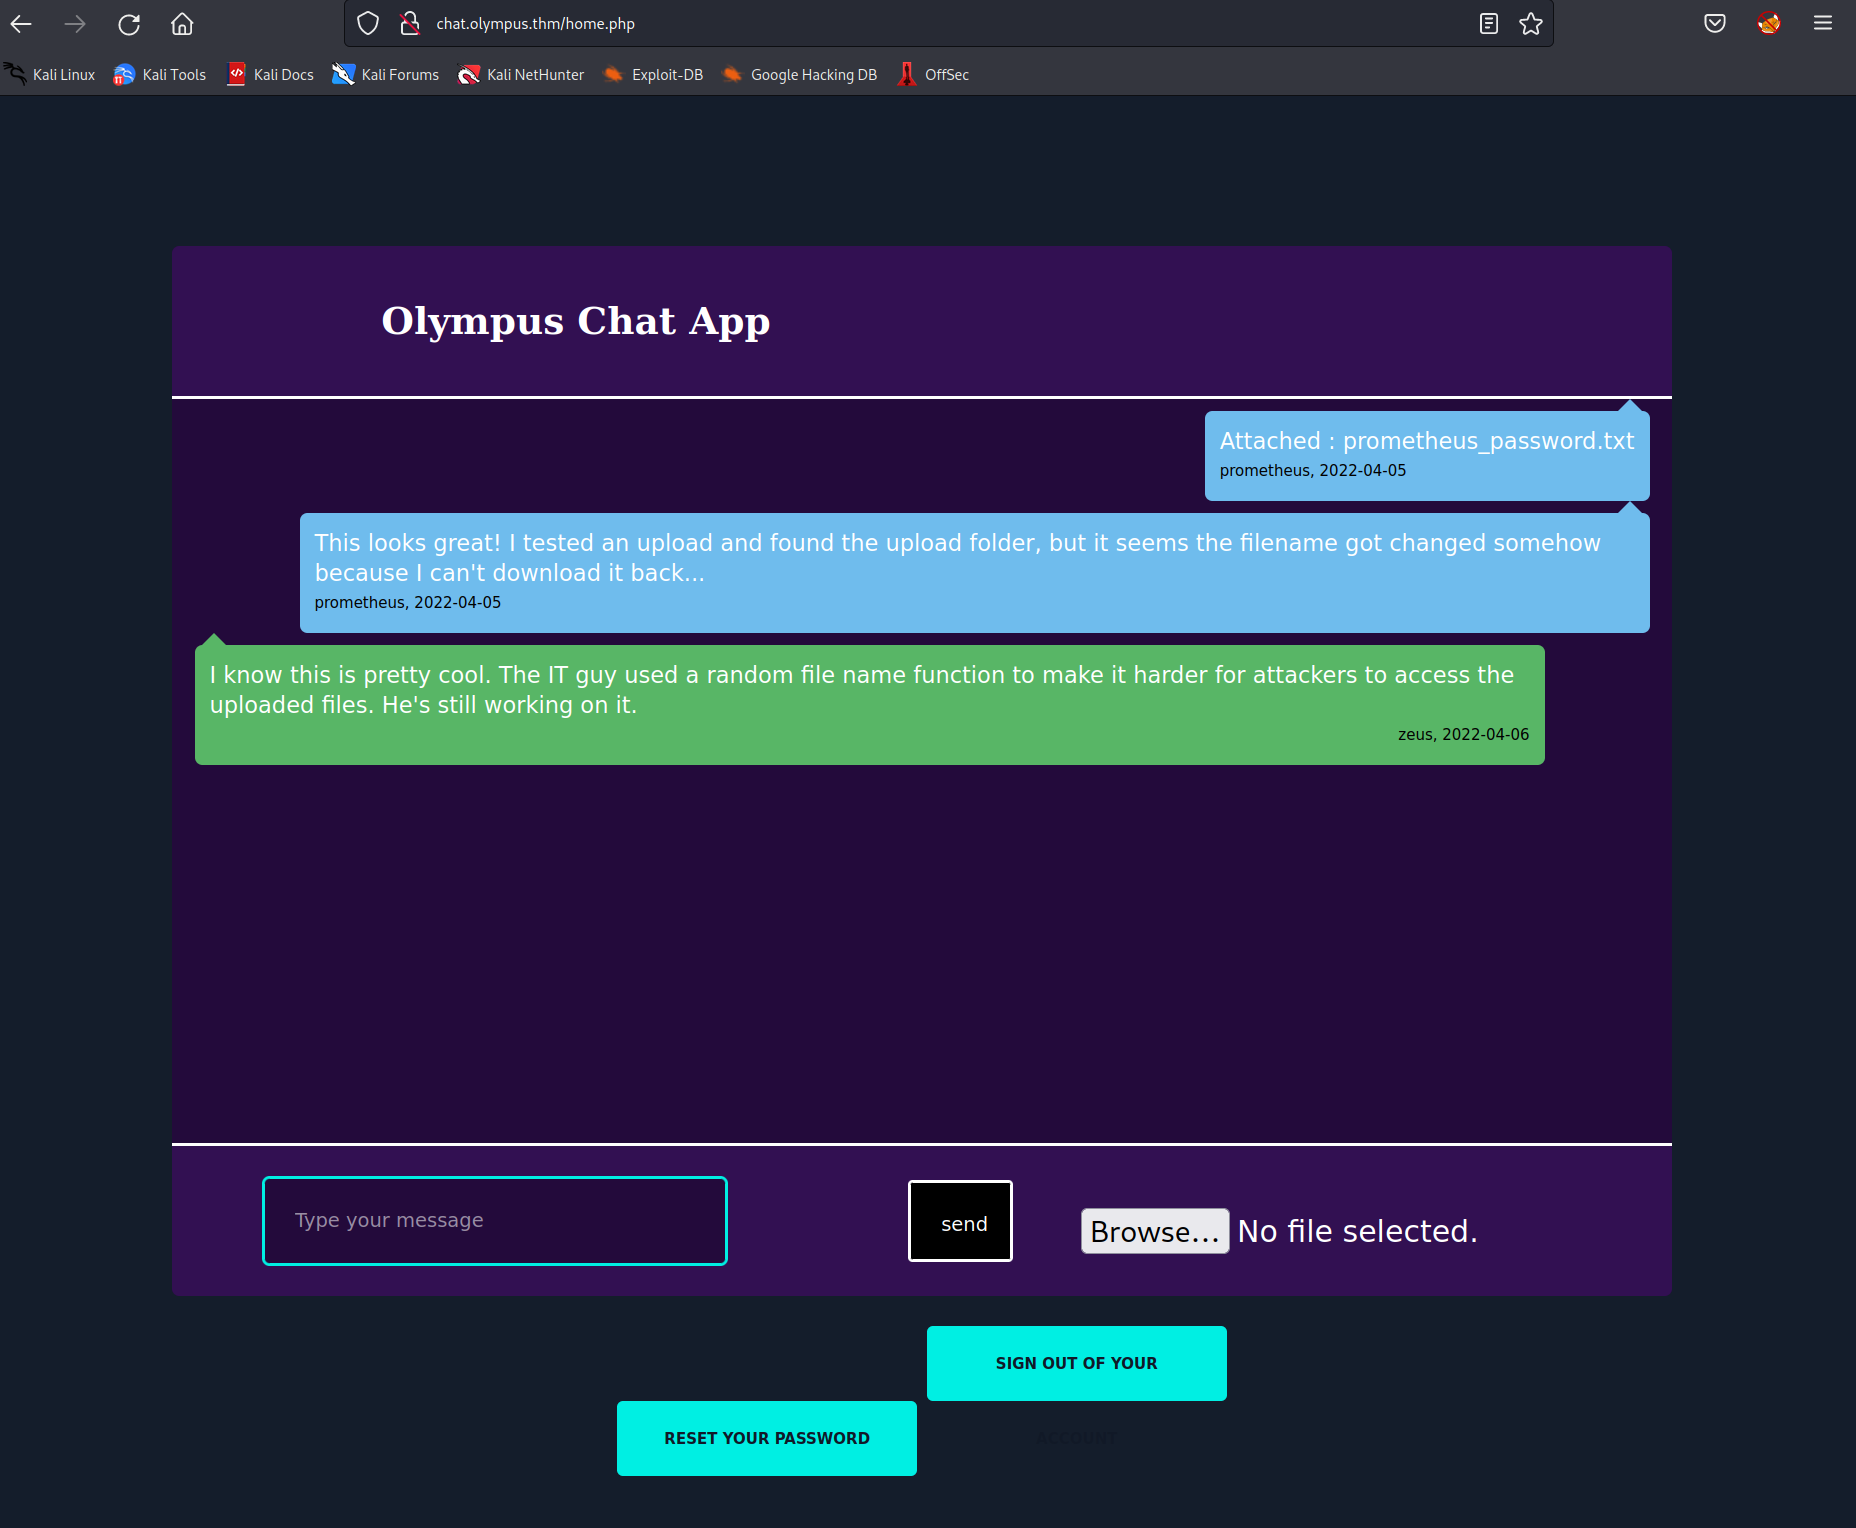 chat.olympus.thm/home.php
Kali Linux Kali Tools Kali Docs Kali Forums Kali NetHunter Exploit-DB Google Hacking DB OffSec
Olympus Chat App
Attached : prometheus_password.txt
prometheus, 2022-04-05
This looks great! I tested an upload and found the upload folder, but it seems the filename got changed somehow
because I can't download it back...
prometheus, 2022-04-05
I know this is pretty cool. The IT guy used a random file name function to make it harder for attackers to access the
uploaded files. He's still working on it.
zeus, 2022-04-06
Type your message
send
Browse... No file selected.
SIGN OUT OF YOUR
RESET YOUR PASSWORD
ACCOUNT